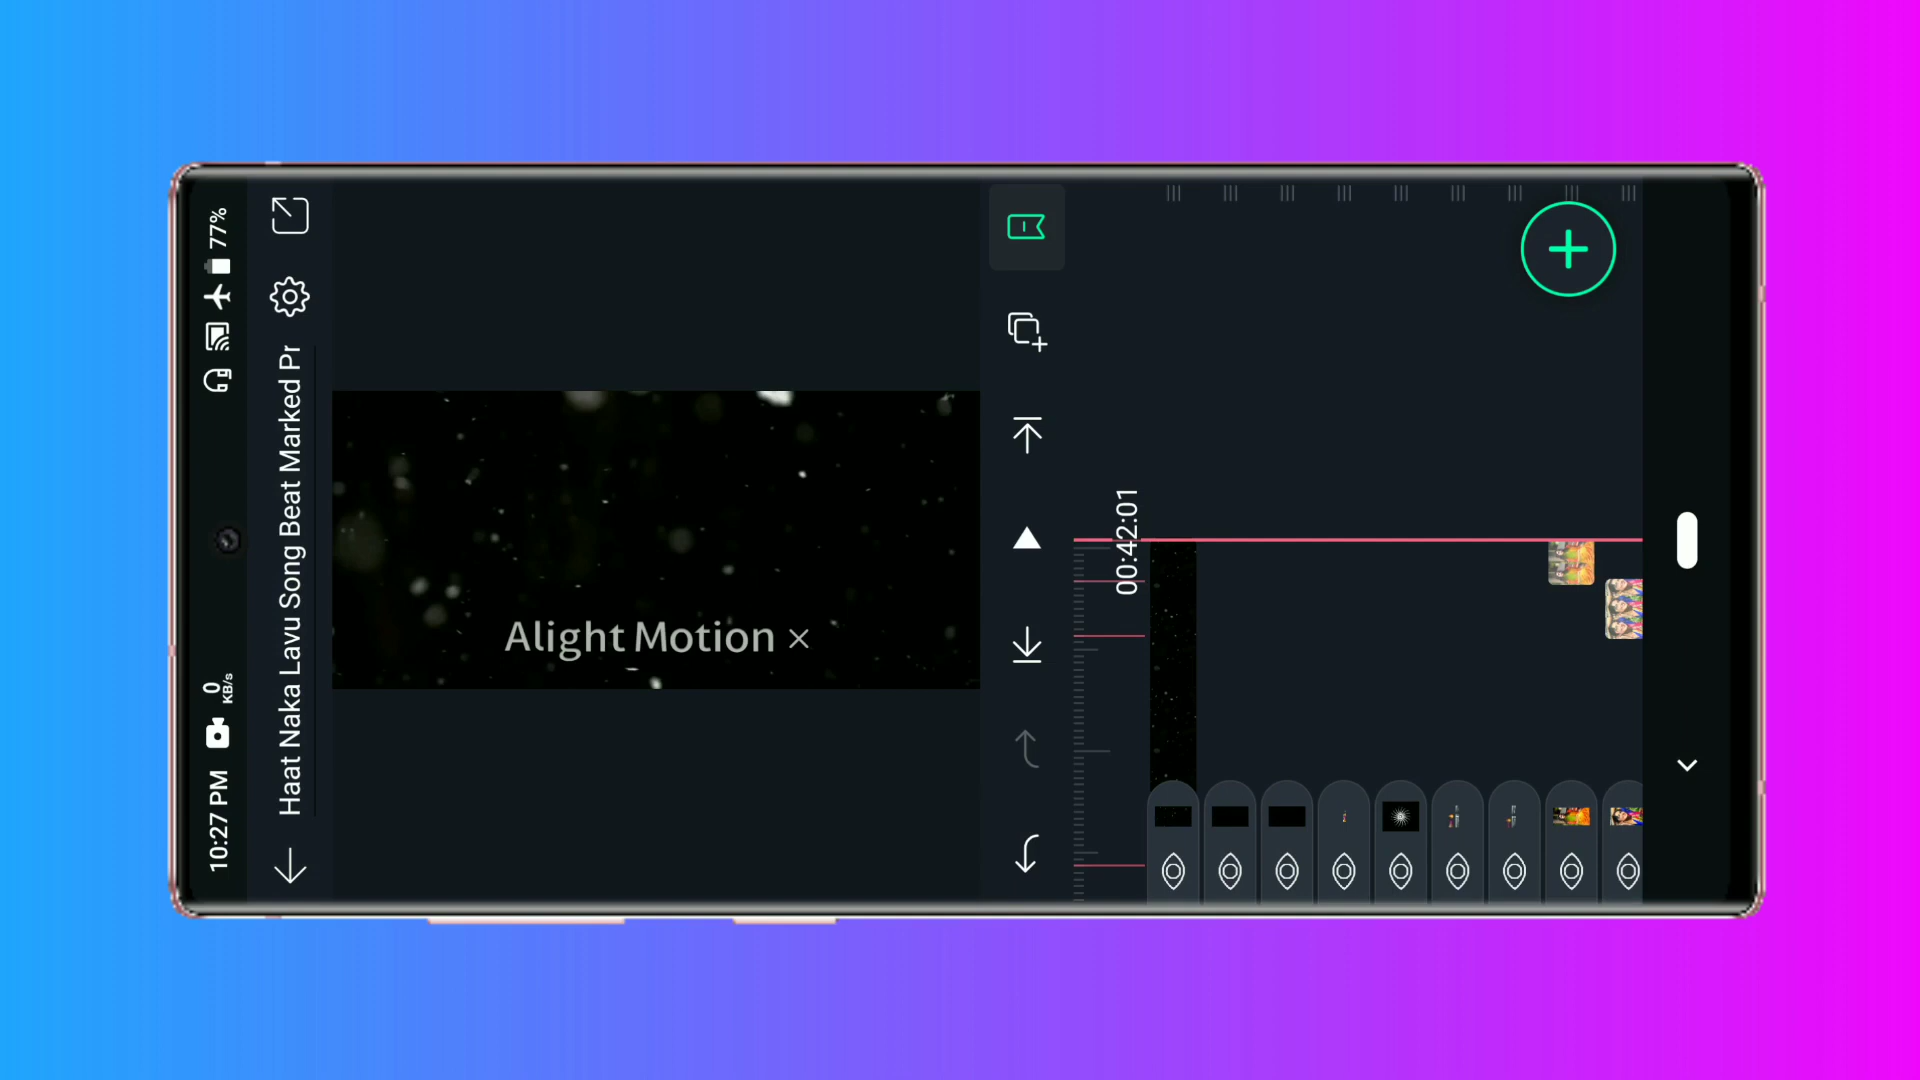 10:27 PM
0
KB/s
77%
Haat Naka Lavu Song Beat Marked Pr
Alight Motion ×
00:42:01